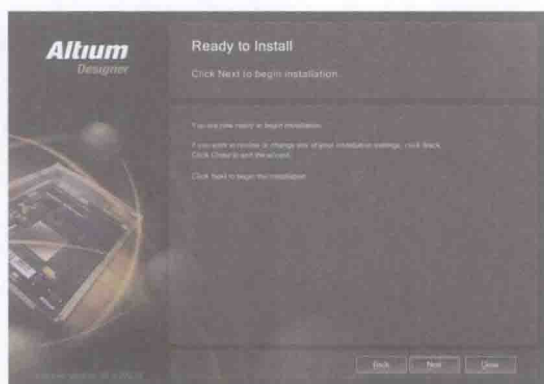 Altium
Designer
Ready to Install
Click Next to begin installation.
You are now ready to begin installation.
If you want to review or change any of your installation settings, click Back.
Click Close to exit the wizard.
Click Next to begin the installation
Back
Next
Close